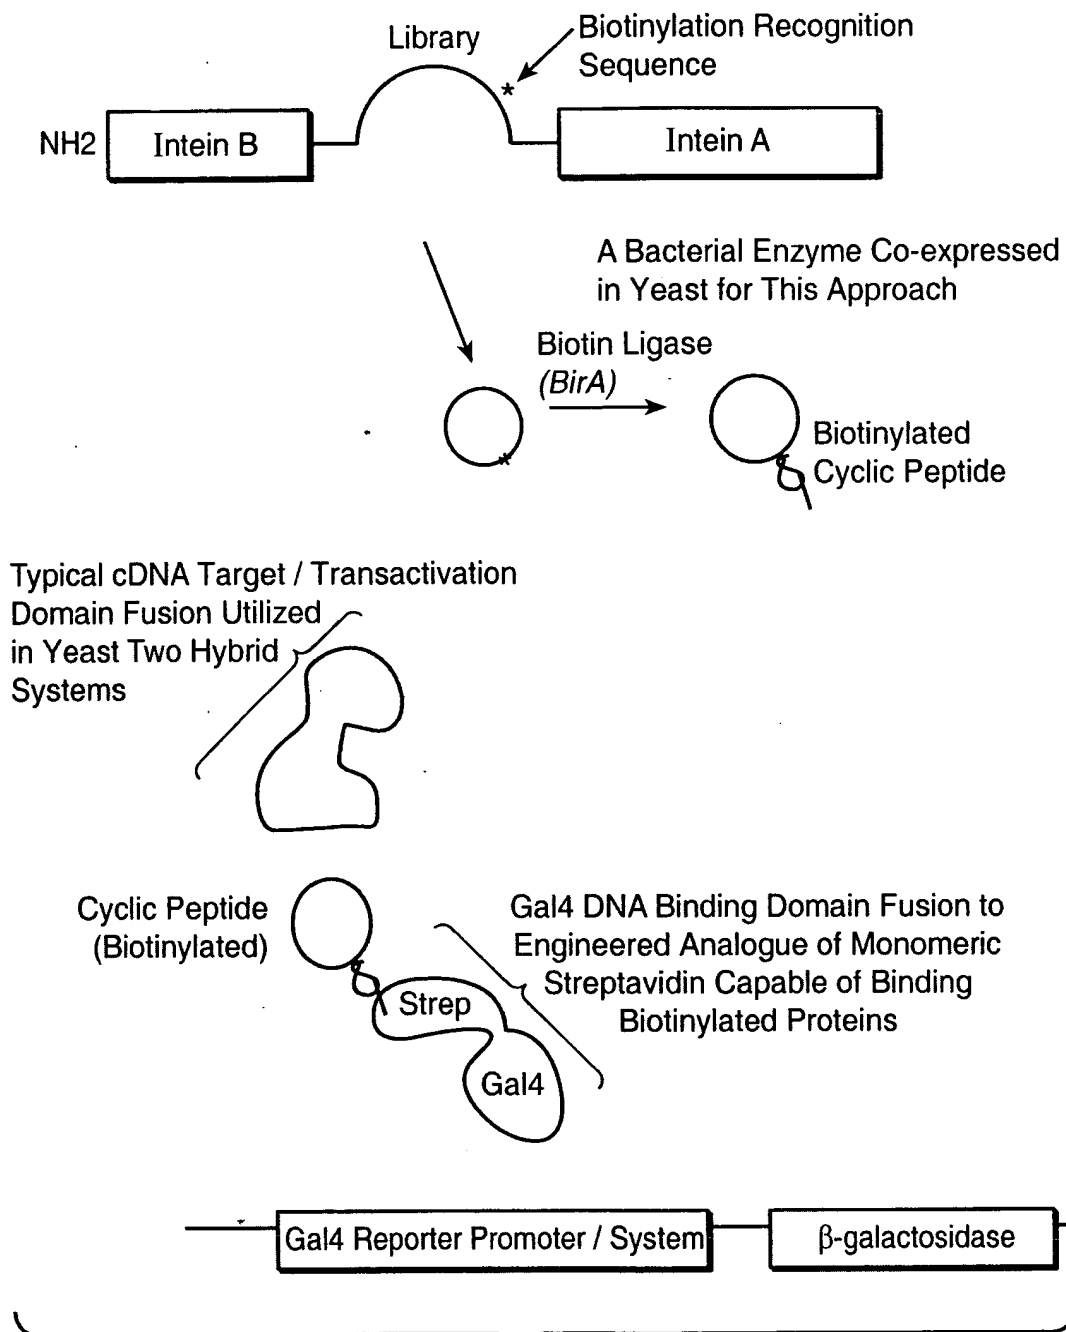 Library
Biotinylation Recognition
Sequence
*
NH2
Intein B
Intein A
A Bacterial Enzyme Co-expressed
in Yeast for This Approach
Biotin Ligase
(BirA)
*
Biotinylated
Cyclic Peptide
Typical cDNA Target / Transactivation
Domain Fusion Utilized
in Yeast Two Hybrid
Systems
Cyclic Peptide
(Biotinylated)
Gal4 DNA Binding Domain Fusion to
Engineered Analogue of Monomeric
Streptavidin Capable of Binding
Biotinylated Proteins
Strep
Gal4
Gal4 Reporter Promoter / System
β-galactosidase